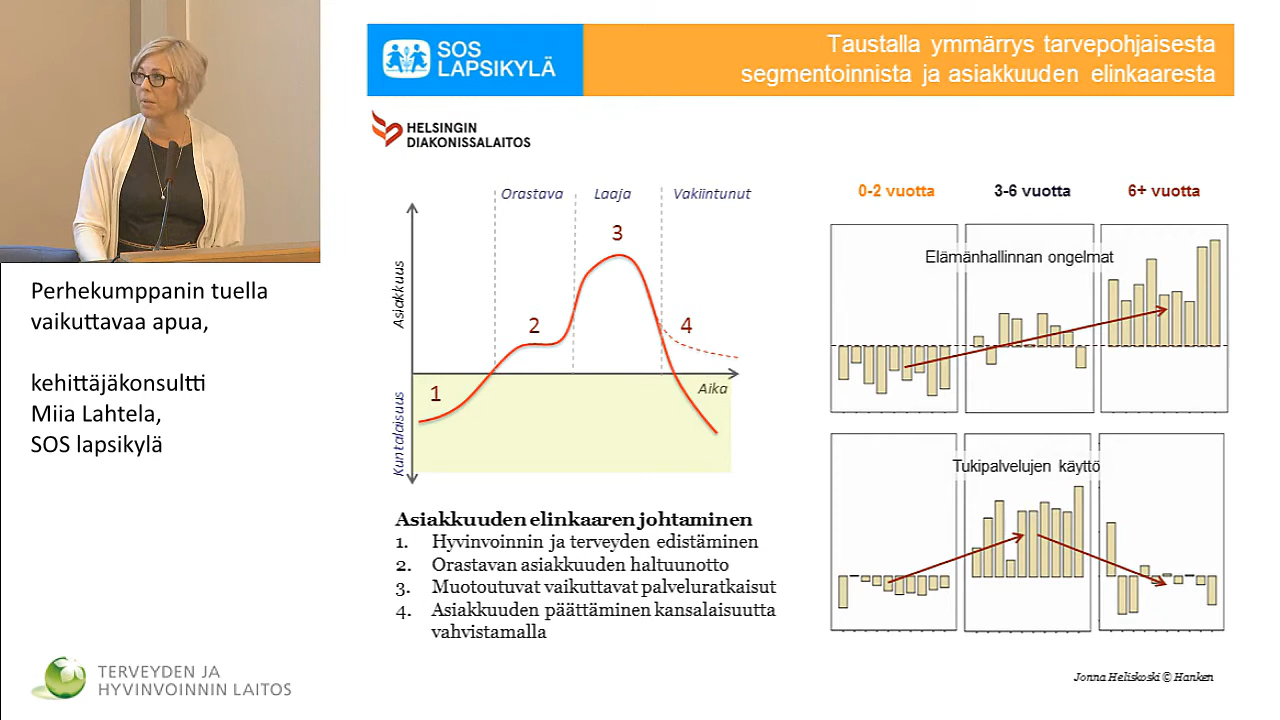 SOS
LAPSIKYLÄ
Taustalla ymmärrys tarvepohjaisesta
segmentoinnista ja asiakkuuden elinkaaresta
HELSINGIN
DIAKONISSALAITOS
Orastava
Laaja
Vakiintunut
Asiakkuus
Kuntalaisuus
1
2
3
4
Aika
0-2 vuotta
3-6 vuotta
6+ vuotta
Elämänhallinnan ongelmat
Tukipalvelujen käyttö
Perhekumppanin tuella
vaikuttavaa apua,
kehittäjäkonsultti
Miia Lahtela,
SOS lapsikylä
Asiakkuuden elinkaaren johtaminen
1. Hyvinvoinnin ja terveyden edistäminen
2. Orastavan asiakkuuden haltuunotto
3. Muotoutuvat vaikuttavat palveluratkaisut
4. Asiakkuuden päättäminen kansalaisuutta
vahvistamalla
TERVEYDEN JA
HYVINVOINNIN LAITOS
Jonna Heliskoski © Hanken